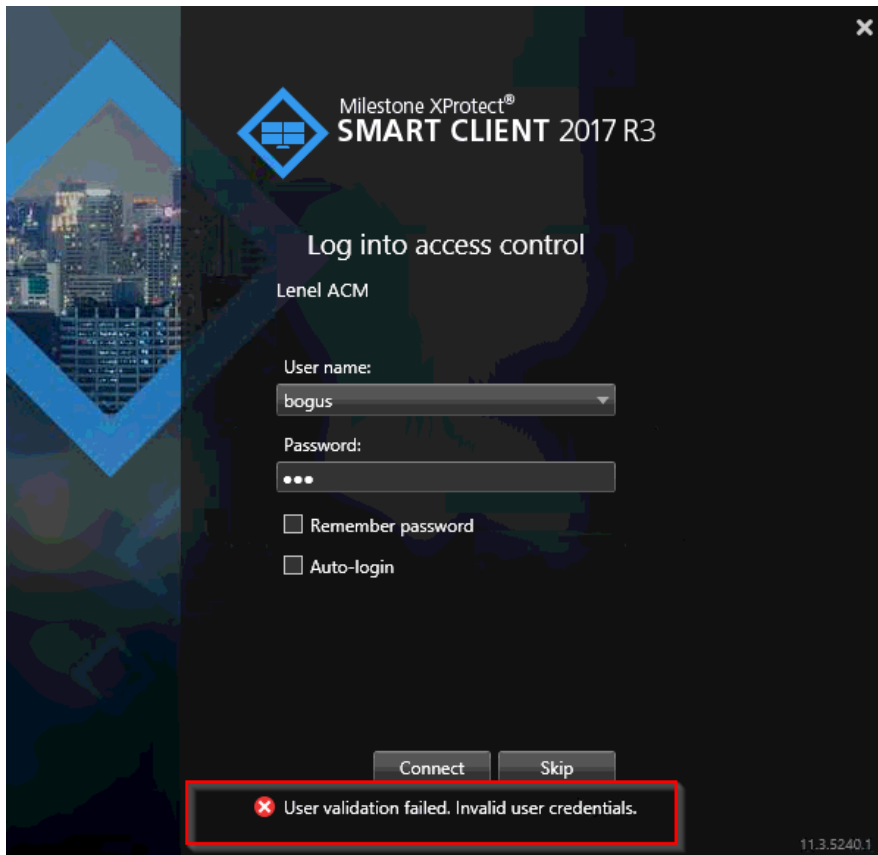 Milestone XProtect®
SMART CLIENT 2017 R3
Log into access control
Lenel ACM
User name:
bogus
Password:
Remember password
Auto-login
Connect Skip
User validation failed. Invalid user credentials.
11.3.5240.1